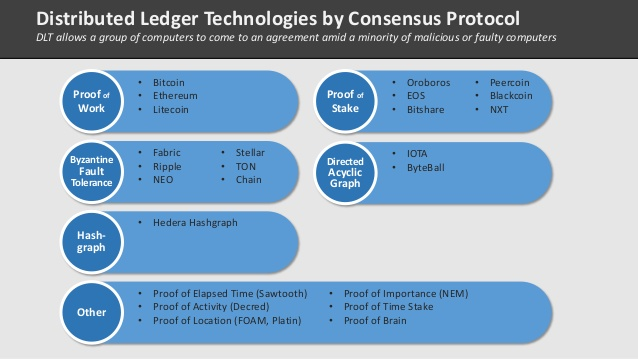 Distributed Ledger Technologies by Consensus Protocol
DLT allows a group of computers to come to an agreement amid a minority of malicious or faulty computers
Proof of
Work
• Bitcoin
• Ethereum
• Litecoin
Proof of
Stake
• Oroboros
• EOS
• Bitshare
• Peercoin
• Blackcoin
• NXT
Byzantine
Fault
Tolerance
• Fabric
• Ripple
• NEO
• Stellar
• TON
• Chain
Directed
Acyclic
Graph
• IOTA
• ByteBall
Hash-
graph
• Hedera Hashgraph
Other
• Proof of Elapsed Time (Sawtooth)
• Proof of Activity (Decred)
• Proof of Location (FOAM, Platin)
• Proof of Importance (NEM)
• Proof of Time Stake
• Proof of Brain